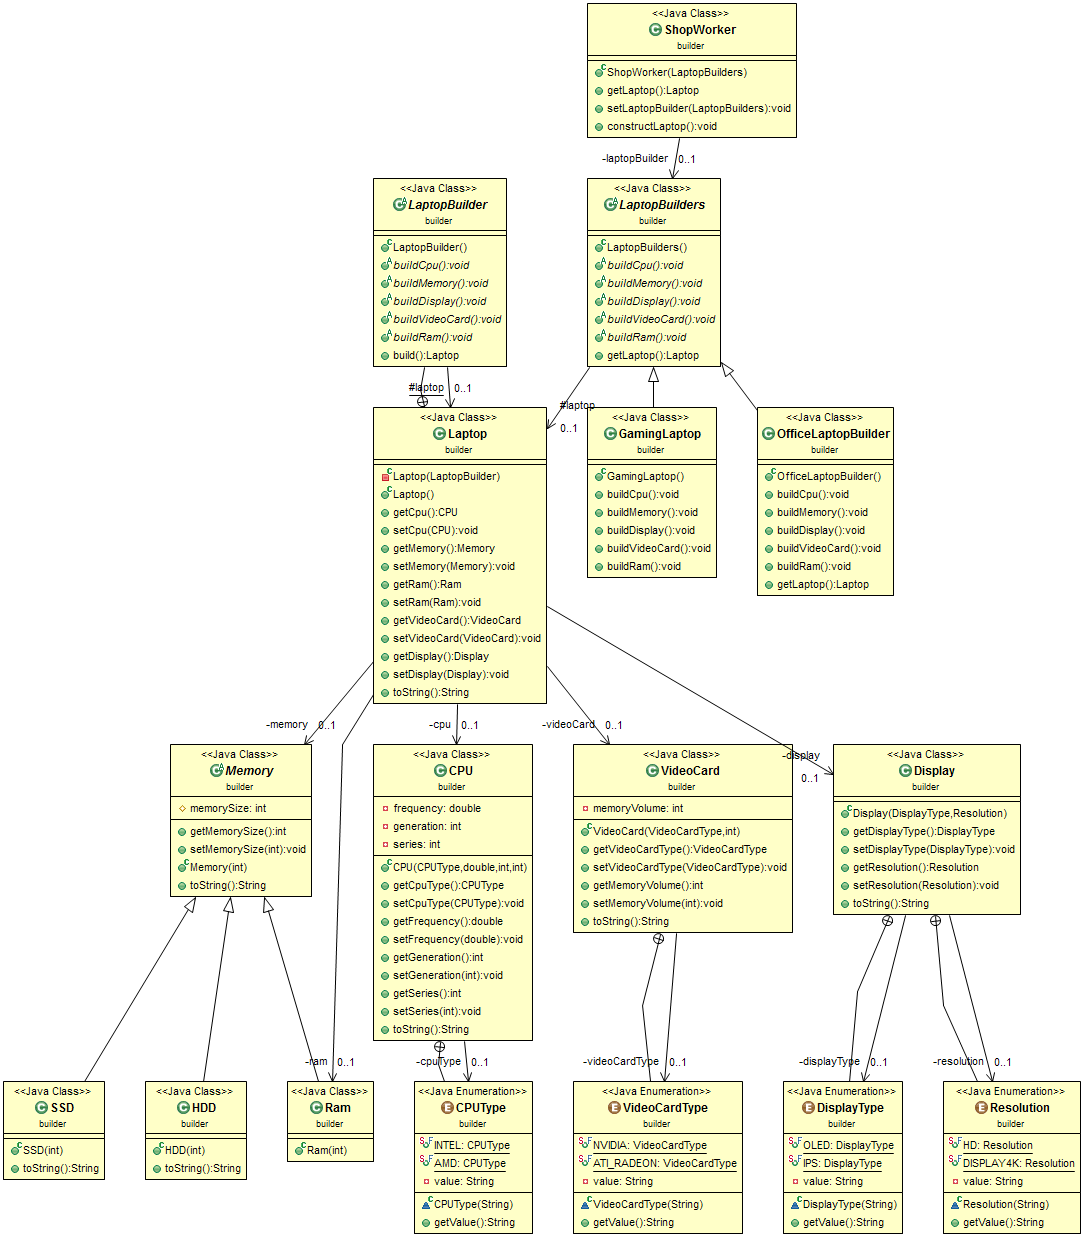 <<Java Class>>
ShopWorker
builder
ShopWorker(LaptopBuilders)
getLaptop():Laptop
setLaptopBuilder(LaptopBuilders):void
constructLaptop():void
-laptopBuilder
0..1
<<Java Class>>
LaptopBuilder
builder
LaptopBuilder()
buildCpu():void
buildMemory():void
buildDisplay():void
buildVideoCard():void
buildRam():void
build():Laptop
<<Java Class>>
LaptopBuilders
builder
LaptopBuilders()
buildCpu():void
buildMemory():void
buildDisplay():void
buildVideoCard():void
buildRam():void
getLaptop():Laptop
#laptop
0..1
#laptop
0..1
<<Java Class>>
Laptop
builder
Laptop(LaptopBuilder)
Laptop()
getCpu():CPU
setCpu(CPU):void
getMemory():Memory
setMemory(Memory):void
getRam():Ram
setRam(Ram):void
getVideoCard():VideoCard
setVideoCard(VideoCard):void
getDisplay():Display
setDisplay(Display):void
toString():String
<<Java Class>>
GamingLaptop
builder
GamingLaptop()
buildCpu():void
buildMemory():void
buildDisplay():void
buildVideoCard():void
buildRam():void
<<Java Class>>
OfficeLaptopBuilder
builder
OfficeLaptopBuilder()
buildCpu():void
buildMemory():void
buildDisplay():void
buildVideoCard():void
buildRam():void
getLaptop():Laptop
-memory
0..1
-cpu
0..1
-videoCard
0..1
-display
0..1
<<Java Class>>
Memory
builder
memorySize: int
getMemorySize():int
setMemorySize(int):void
Memory(int)
toString():String
<<Java Class>>
CPU
builder
frequency: double
generation: int
series: int
CPU(CPUType,double,int,int)
getCpuType():CPUType
setCpuType(CPUType):void
getFrequency():double
setFrequency(double):void
getGeneration():int
setGeneration(int):void
getSeries():int
setSeries(int):void
toString():String
<<Java Class>>
VideoCard
builder
memoryVolume: int
VideoCard(VideoCardType,int)
getVideoCardType():VideoCardType
setVideoCardType(VideoCardType):void
getMemoryVolume():int
setMemoryVolume(int):void
toString():String
<<Java Class>>
Display
builder
Display(DisplayType,Resolution)
getDisplayType():DisplayType
setDisplayType(DisplayType):void
getResolution():Resolution
setResolution(Resolution):void
toString():String
-ram
0..1
-cpuType
0..1
-videoCardType
0..1
-displayType
0..1
-resolution
0..1
<<Java Class>>
SSD
builder
SSD(int)
toString():String
<<Java Class>>
HDD
builder
HDD(int)
toString():String
<<Java Class>>
Ram
builder
Ram(int)
<<Java Enumeration>>
CPUType
builder
INTEL: CPUType
AMD: CPUType
value: String
CPUType(String)
getValue():String
<<Java Enumeration>>
VideoCardType
builder
NVIDIA: VideoCardType
ATI_RADEON: VideoCardType
value: String
VideoCardType(String)
getValue():String
<<Java Enumeration>>
DisplayType
builder
OLED: DisplayType
IPS: DisplayType
value: String
DisplayType(String)
getValue():String
<<Java Enumeration>>
Resolution
builder
HD: Resolution
DISPLAY4K: Resolution
value: String
Resolution(String)
getValue():String